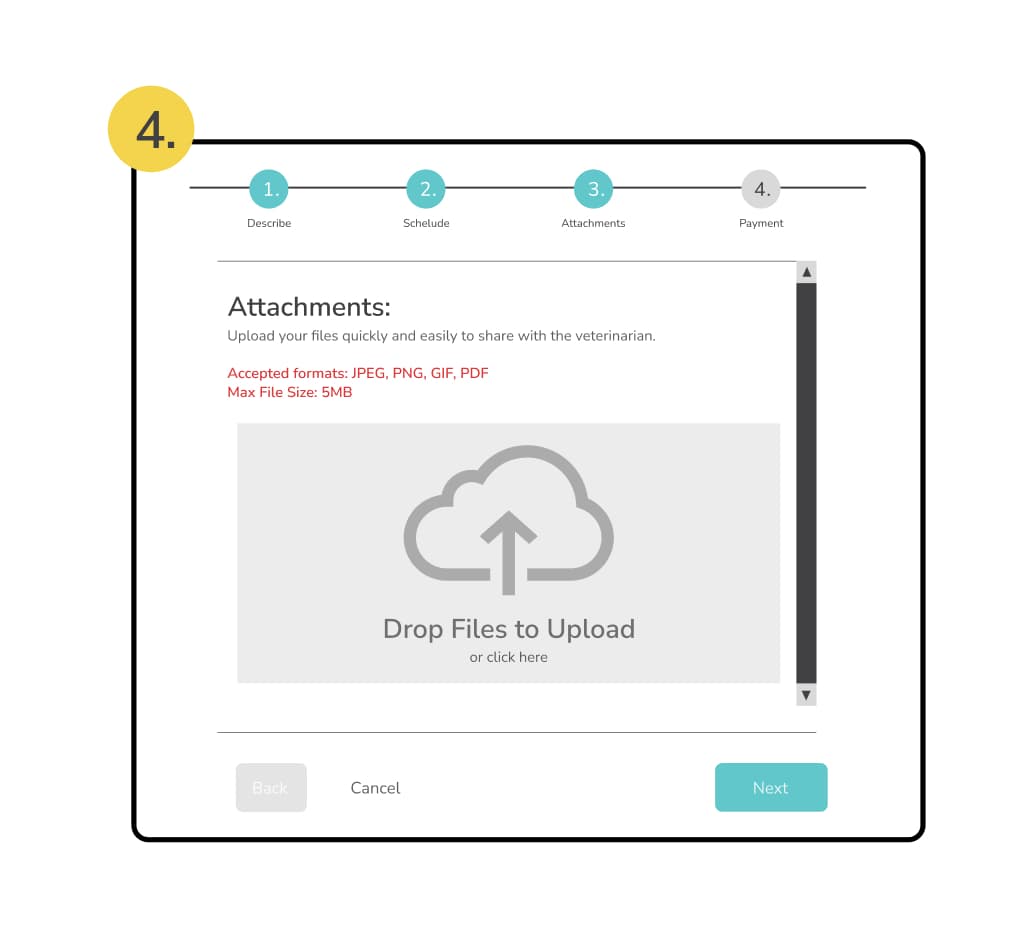 4.
1. 2. 3. 4.
Describe Schelude Attachments Payment
Attachments:
Upload your files quickly and easily to share with the veterinarian.
Accepted formats: JPEG, PNG, GIF, PDF
Max File Size: 5MB
Drop Files to Upload
or click here
Back Cancel Next